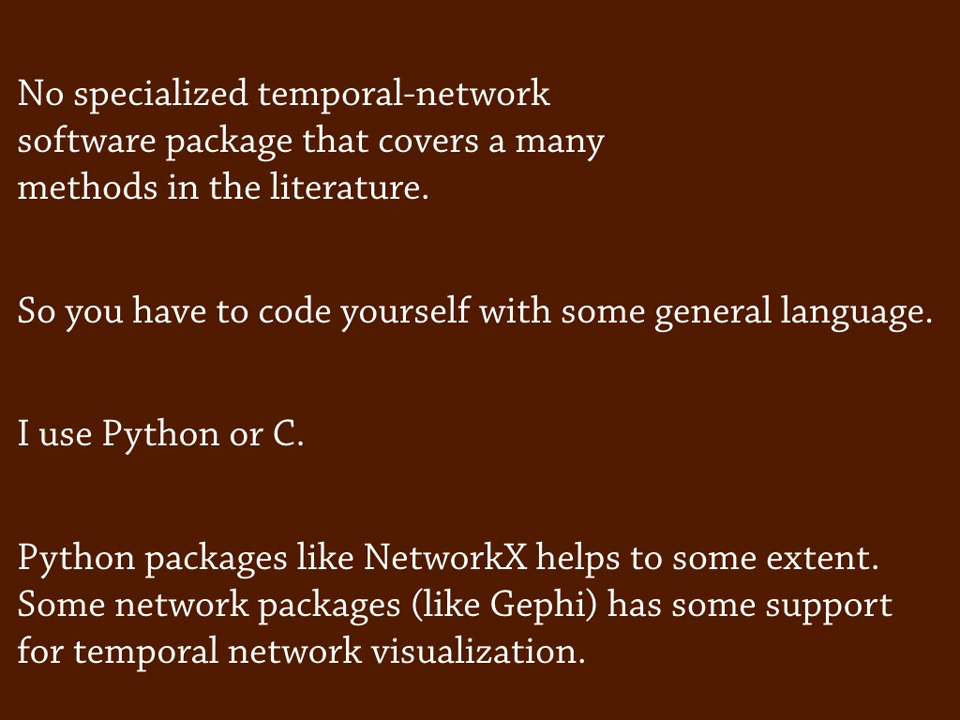 No specialized temporal-network
software package that covers a many
methods in the literature.
So you have to code yourself with some general language.
I use Python or C.
Python packages like NetworkX helps to some extent.
Some network packages (like Gephi) has some support
for temporal network visualization.